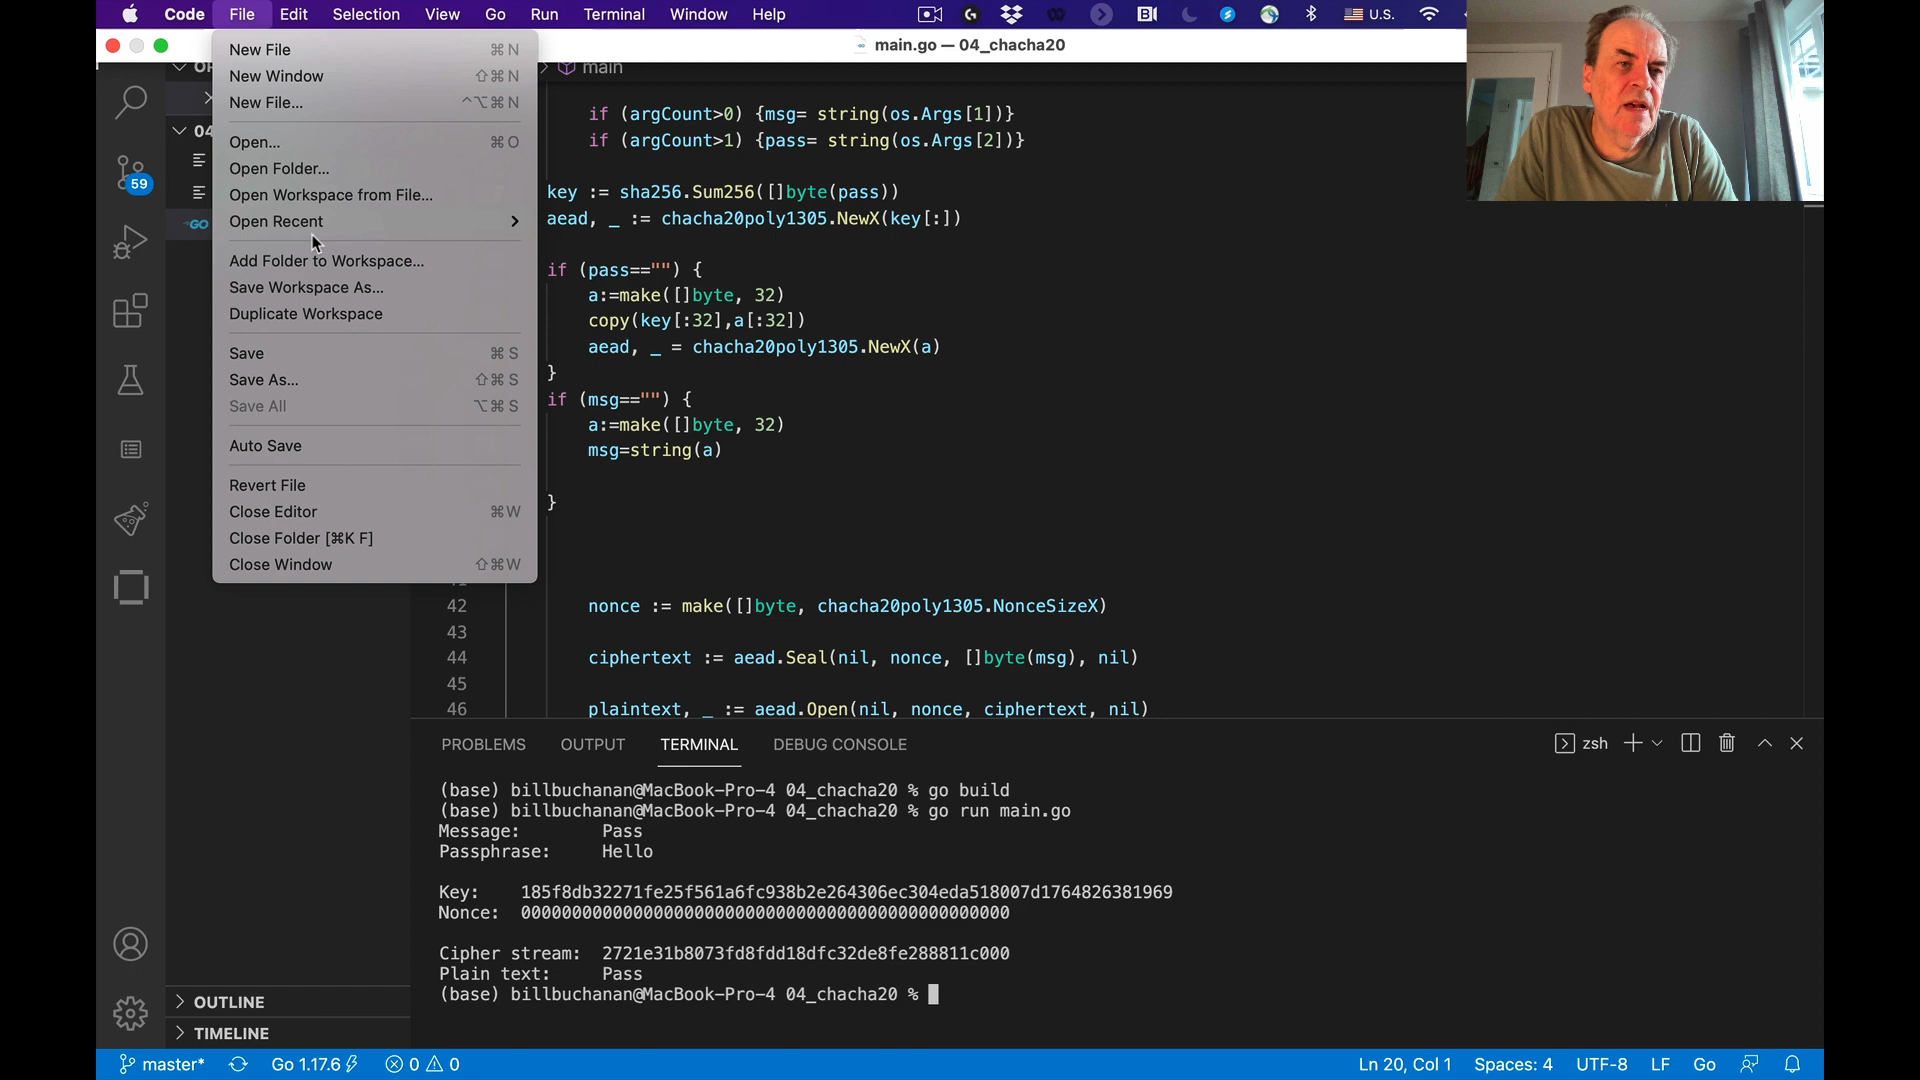 Code File Edit Selection View Go Run Terminal Window Help U.S.
main.go — 04_chacha20
New File ⌘ N
New Window ⇧⌘ N
New File... ^⌥⌘ N
Open... ⌘ O
Open Folder...
Open Workspace from File...
Open Recent
Add Folder to Workspace...
Save Workspace As...
Duplicate Workspace
Save ⌘ S
Save As... ⇧⌘ S
Save All ⌥⌘ S
Auto Save
Revert File
Close Editor ⌘W
Close Folder [⌘K F]
Close Window ⇧⌘W
59
04
GO
main
if (argCount>0) {msg= string(os.Args[1])}
if (argCount>1) {pass= string(os.Args[2])}
key := sha256.Sum256([]byte(pass))
aead, _ := chacha20poly1305.NewX(key[:])
if (pass=="") {
a:=make([]byte, 32)
copy(key[:32],a[:32])
aead, _ = chacha20poly1305.NewX(a)
}
if (msg=="") {
a:=make([]byte, 32)
msg=string(a)
}
42 nonce := make([]byte, chacha20poly1305.NonceSizeX)
43
44 ciphertext := aead.Seal(nil, nonce, []byte(msg), nil)
45
46 plaintext, _ := aead.Open(nil, nonce, ciphertext, nil)
PROBLEMS OUTPUT TERMINAL DEBUG CONSOLE zsh
(base) billbuchanan@MacBook-Pro-4 04_chacha20 % go build
(base) billbuchanan@MacBook-Pro-4 04_chacha20 % go run main.go
Message: Pass
Passphrase: Hello
Key: 185f8db32271fe25f561a6fc938b2e264306ec304eda518007d1764826381969
Nonce: 000000000000000000000000000000000000000000000000
Cipher stream: 2721e31b8073fd8fdd18dfc32de8fe288811c000
Plain text: Pass
(base) billbuchanan@MacBook-Pro-4 04_chacha20 %
OUTLINE
TIMELINE
master* Go 1.17.6 0 0 Ln 20, Col 1 Spaces: 4 UTF-8 LF Go